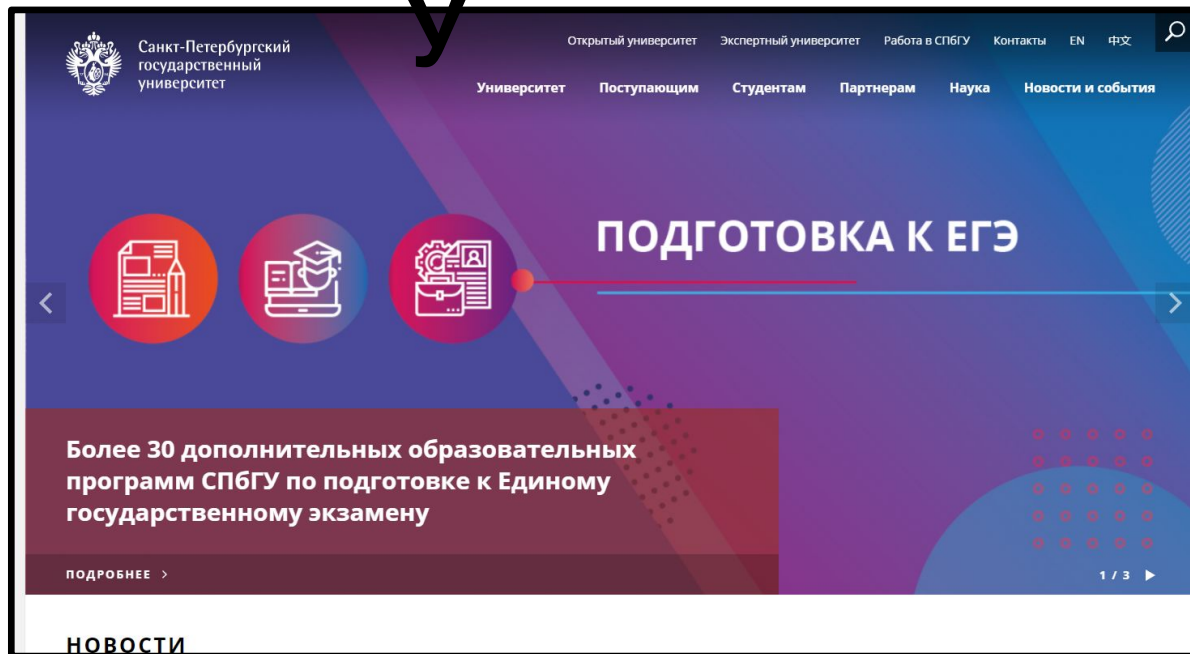 у
Санкт-Петербургский
государственный
университет
Открытый университет Экспертный университет Работа в СПбГУ Контакты EN 中文
Университет Поступающим Студентам Партнерам Наука Новости и события
ПОДГОТОВКА К ЕГЭ
Более 30 дополнительных образовательных
программ СПбГУ по подготовке к Единому
государственному экзамену
ПОДРОБНЕЕ >
1 / 3
НОВОСТИ